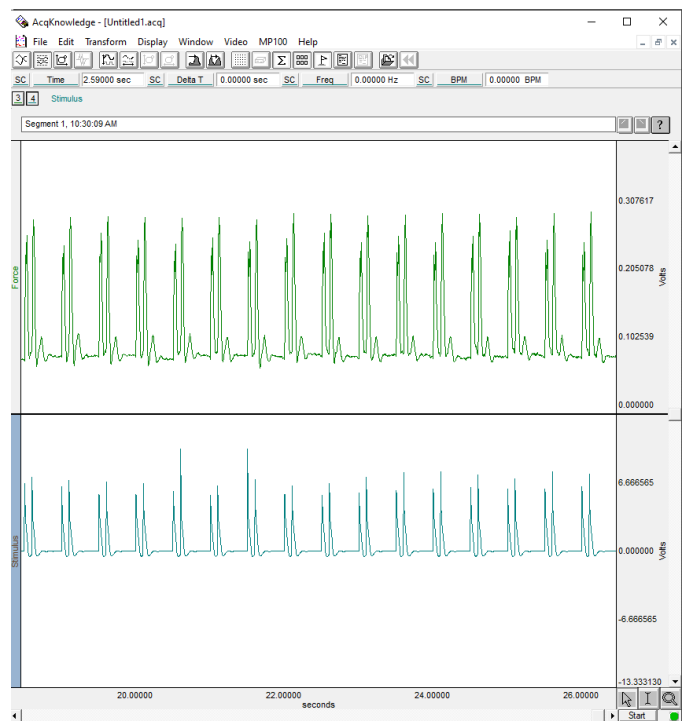 AcqKnowledge - [Untitled1.acq]
File Edit Transform Display Window Video MP100 Help
SC Time 2.59000 sec SC Delta T 0.00000 sec SC Freq 0.00000 Hz SC BPM 0.00000 BPM
3 4 Stimulus
Segment 1, 10:30:09 AM ?
Force
0.307617
0.205078
0.102539
0.000000
Volts
Stimulus
6.666565
0.000000
-6.666565
-13.333130
Volts
20.00000 22.00000 24.00000 26.00000
seconds
Start